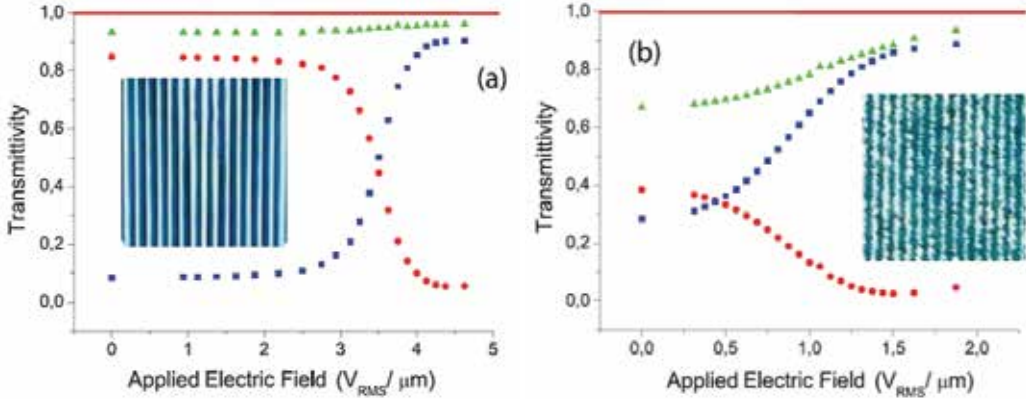 1,0
0,8
0,6
0,4
0,2
0,0
Transmittivity
(a)
0 1 2 3 4 5
Applied Electric Field (V_RMS/ μm)
1,0
0,8
0,6
0,4
0,2
0,0
Transmittivity
(b)
0,0 0,5 1,0 1,5 2,0
Applied Electric Field (V_RMS/ μm)